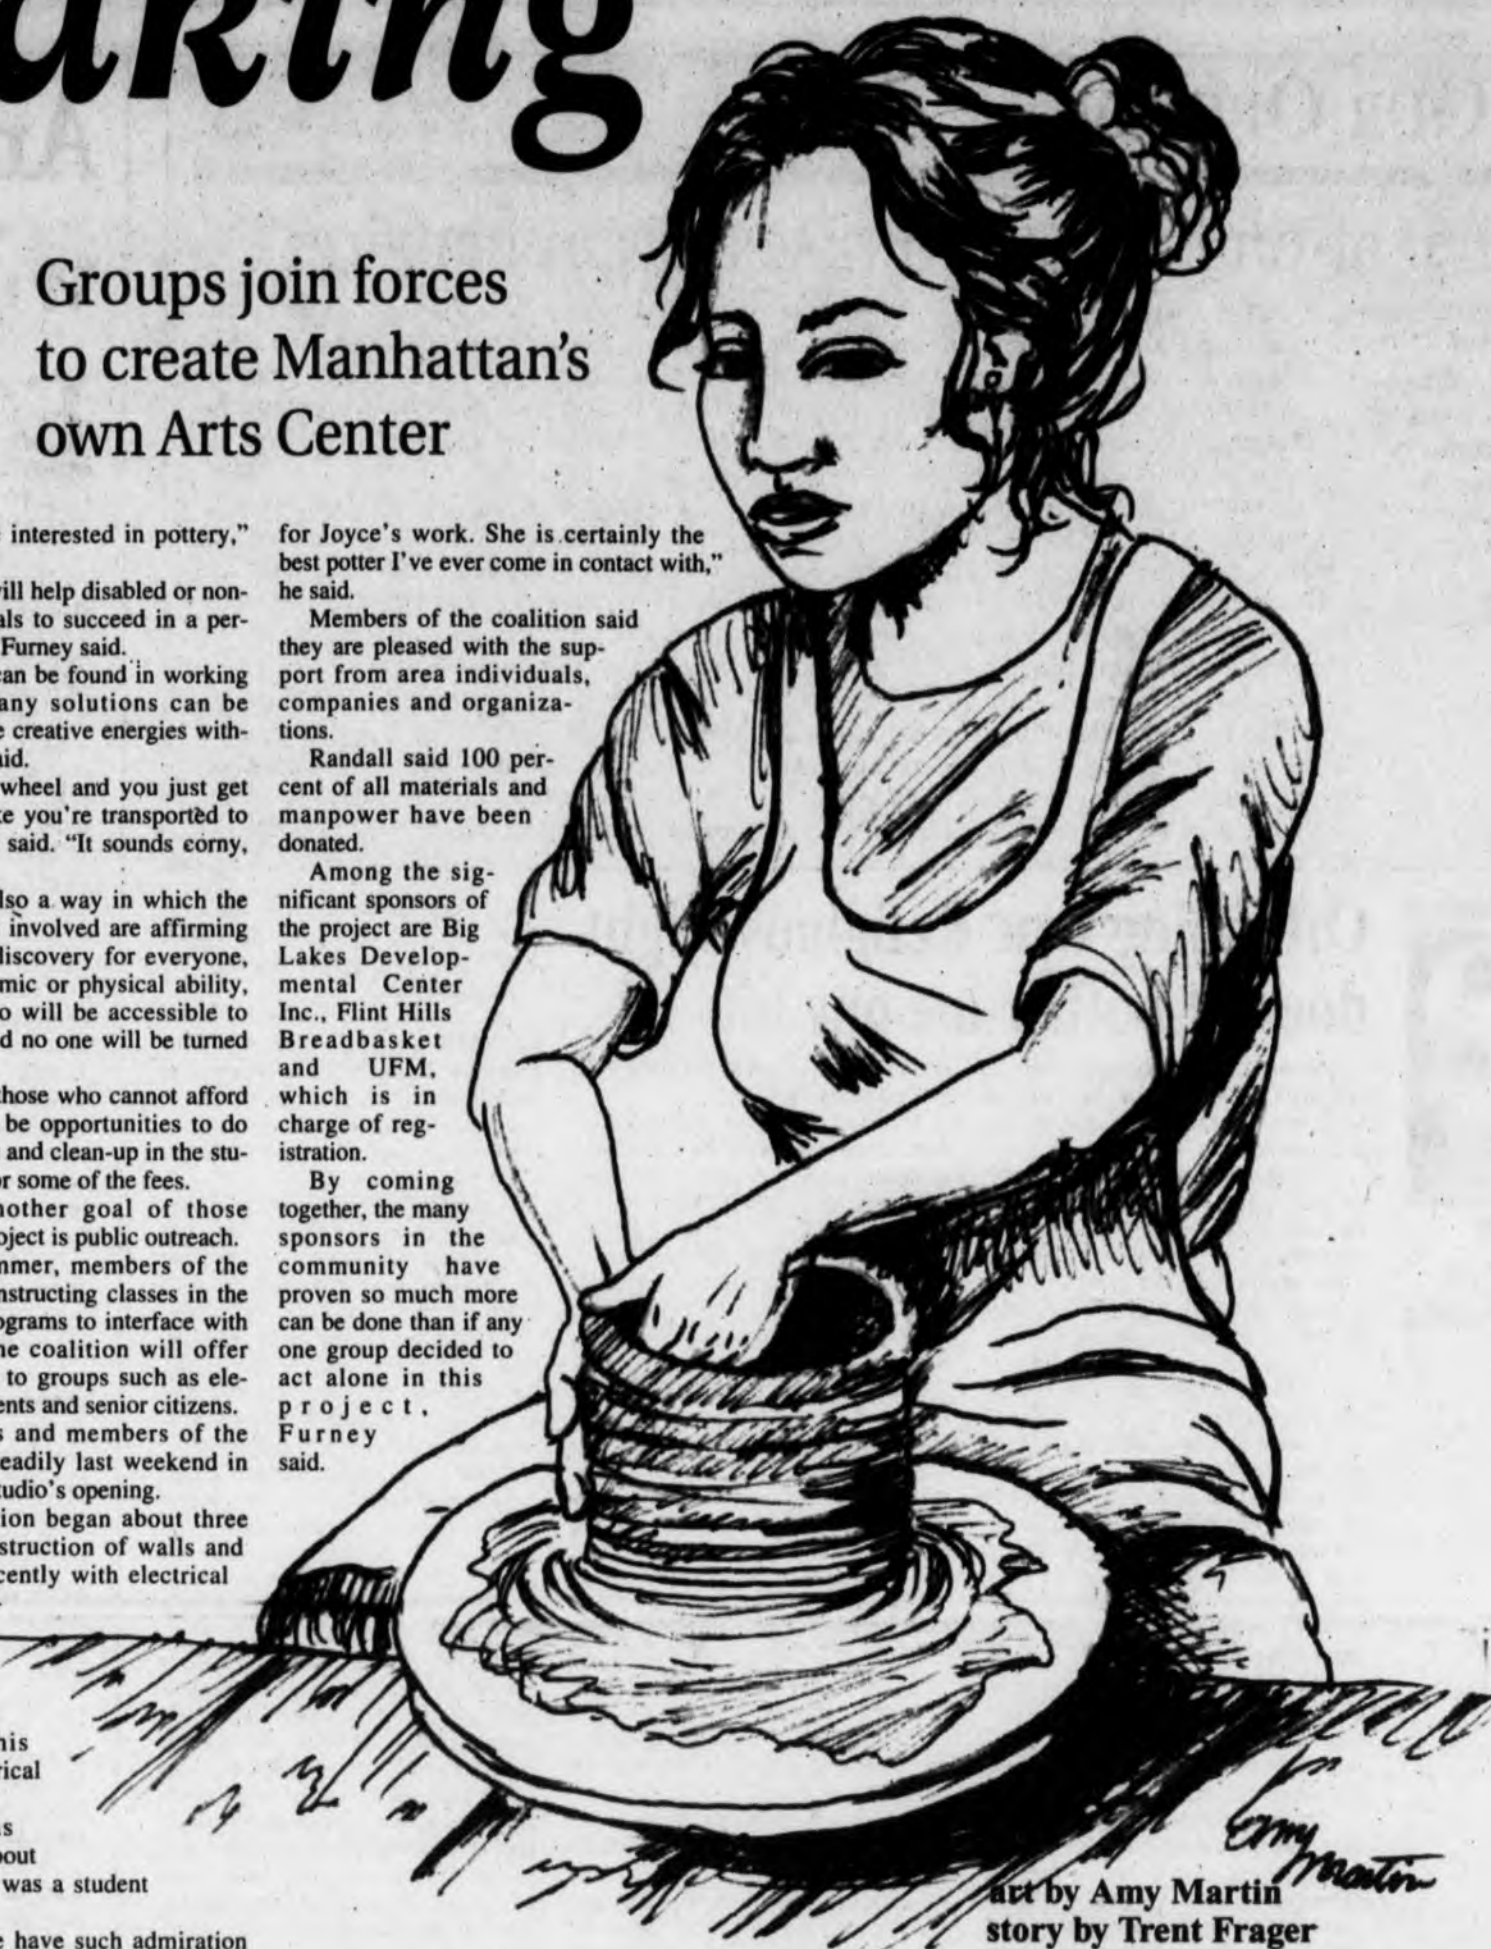 aking
Groups join forces
to create Manhattan's
own Arts Center
interested in pottery,"
ill help disabled or non-
als to succeed in a per-
Furney said.
can be found in working
any solutions can be
e creative energies with-
aid.
wheel and you just get
ke you're transported to
said. "It sounds corny,
lso a way in which the
involved are affirming
discovery for everyone,
mic or physical ability,
o will be accessible to
d no one will be turned
those who cannot afford
be opportunities to do
and clean-up in the stu-
or some of the fees.
nother goal of those
oject is public outreach.
mmer, members of the
nstructing classes in the
ograms to interface with
he coalition will offer
to groups such as ele-
ents and senior citizens.
s and members of the
eadily last weekend in
tudio's opening.
ion began about three
struction of walls and
cently with electrical
his
rical
s
bout
was a student
e have such admiration
for Joyce's work. She is certainly the
best potter I've ever come in contact with,"
he said.
Members of the coalition said
they are pleased with the sup-
port from area individuals,
companies and organiza-
tions.
Randall said 100 per-
cent of all materials and
manpower have been
donated.
Among the sig-
nificant sponsors of
the project are Big
Lakes Develop-
mental Center
Inc., Flint Hills
Breadbasket
and UFM,
which is in
charge of reg-
istration.
By coming
together, the many
sponsors in the
community have
proven so much more
can be done than if any
one group decided to
act alone in this
project,
Furney
said.
Amy
Martin
art by Amy Martin
story by Trent Frager